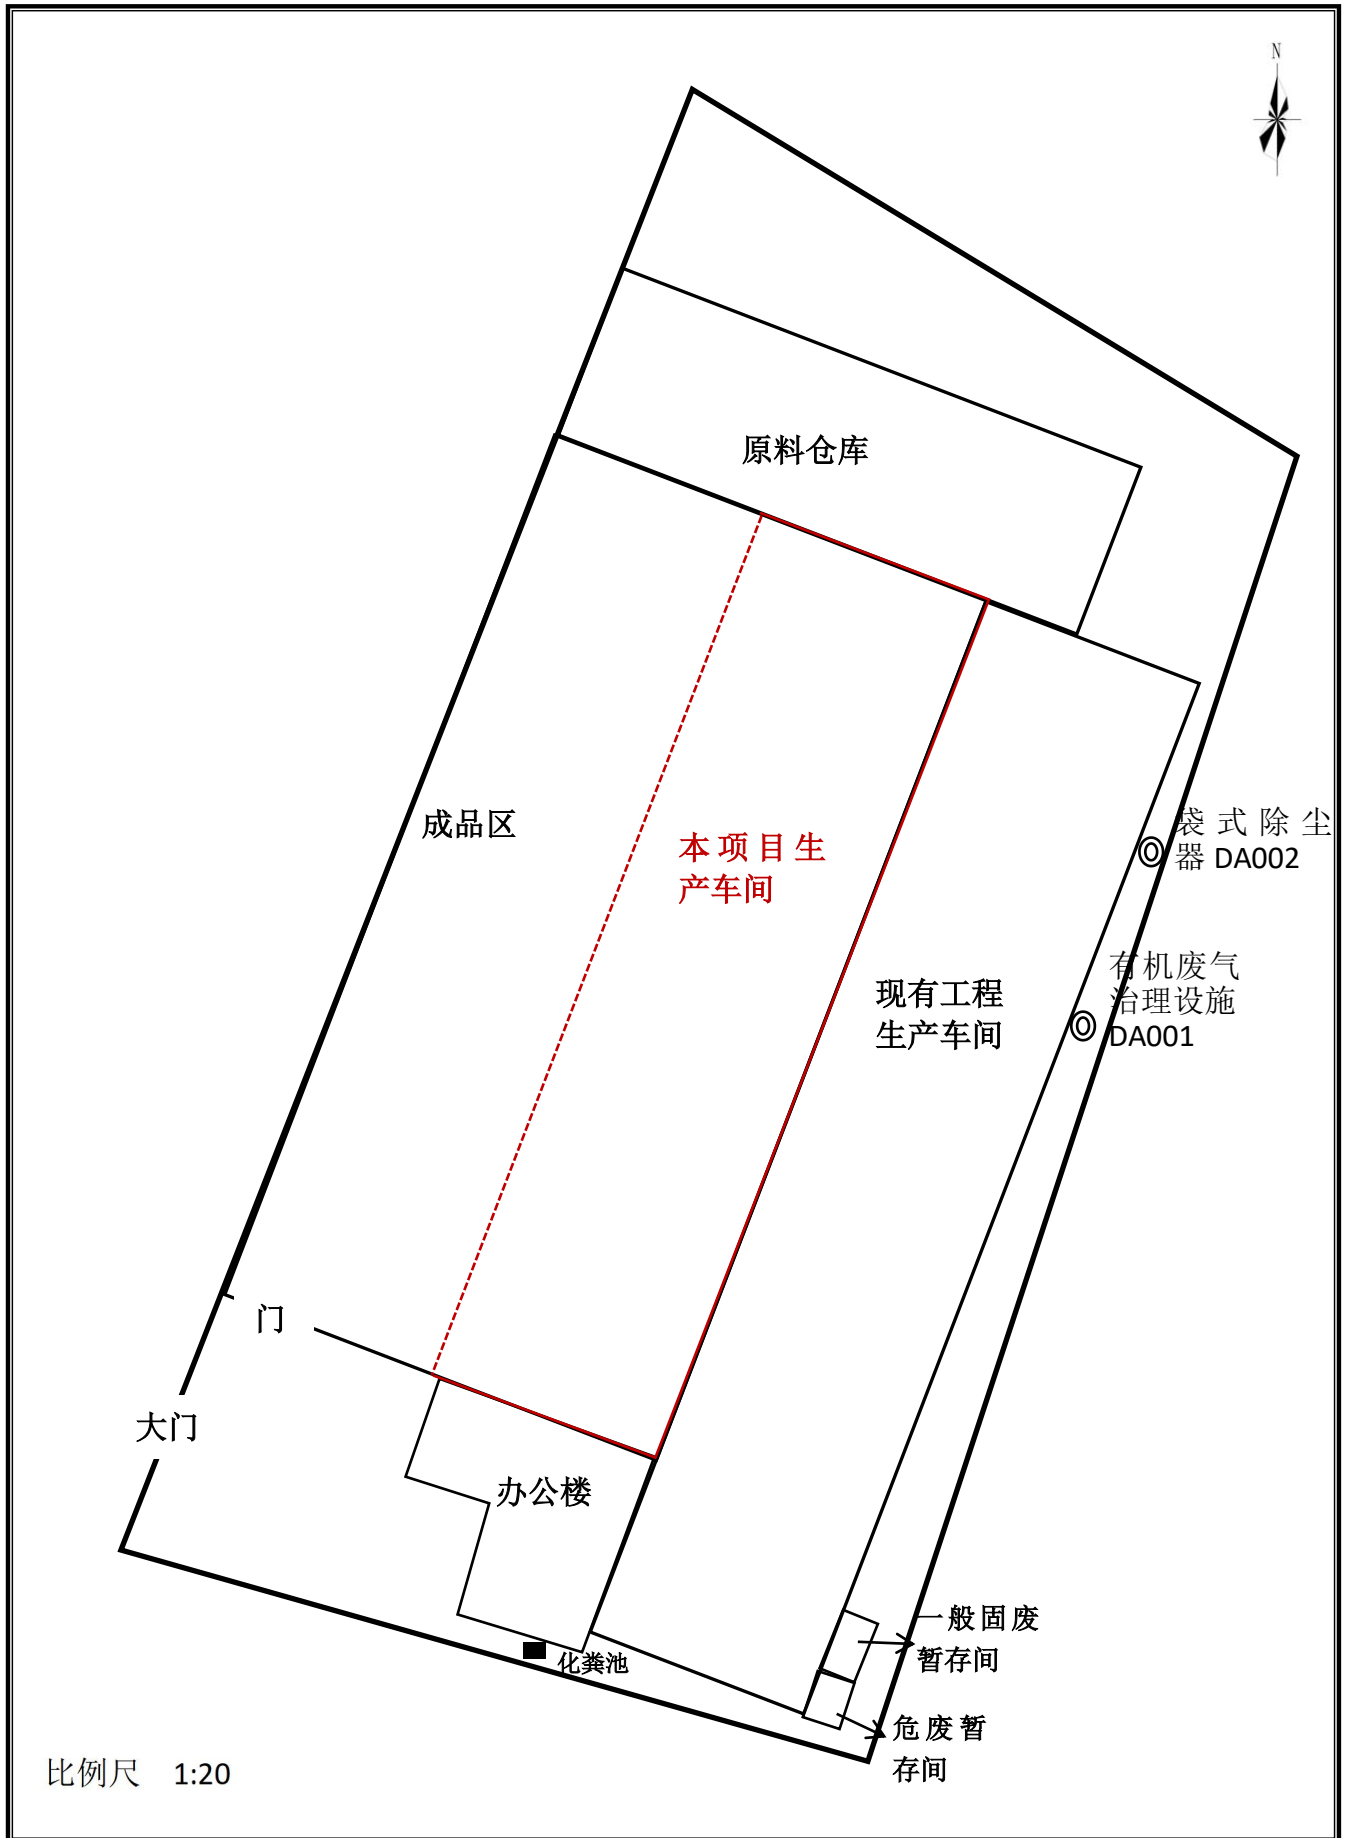 N
原料仓库
成品区
本项目生
产车间
袋式除尘
器 DA002
有机废气
治理设施
DA001
现有工程
生产车间
门
大门
办公楼
化粪池
一般固废
暂存间
危废暂
存间
比例尺 1:20